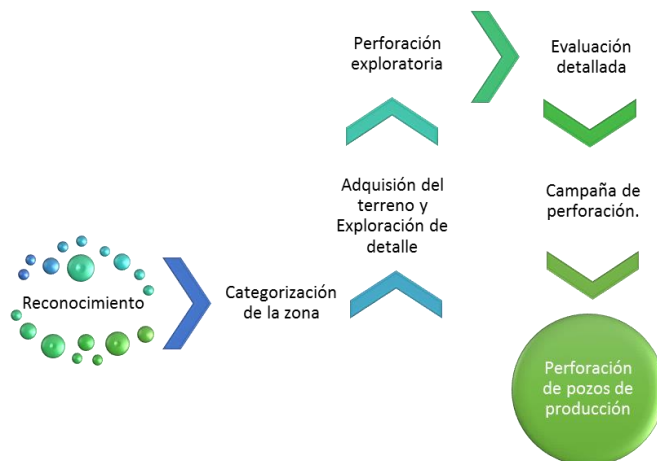 Reconocimiento
Categorización
de la zona
Adquisión del
terreno y
Exploración de
detalle
Perforación
exploratoria
Evaluación
detallada
Campaña de
perforación.
Perforación
de pozos de
producción